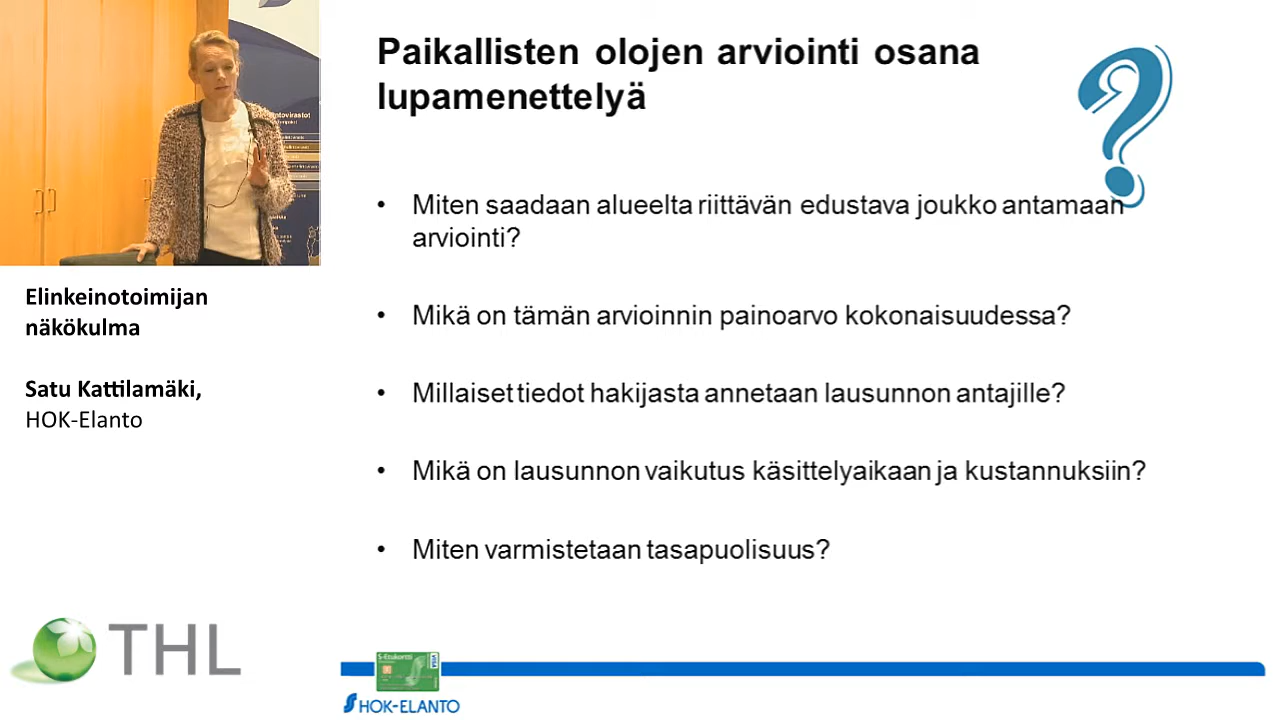 Paikallisten olojen arviointi osana
lupamenettelyä
• Miten saadaan alueelta riittävän edustava joukko antamaan
arviointi?
• Mikä on tämän arvioinnin painoarvo kokonaisuudessa?
• Millaiset tiedot hakijasta annetaan lausunnon antajille?
• Mikä on lausunnon vaikutus käsittelyaikaan ja kustannuksiin?
• Miten varmistetaan tasapuolisuus?
Elinkeinotoimijan
näkökulma
Satu Kattilamäki,
HOK-Elanto
THL
S-Etukortti
VISA
HOK-ELANTO